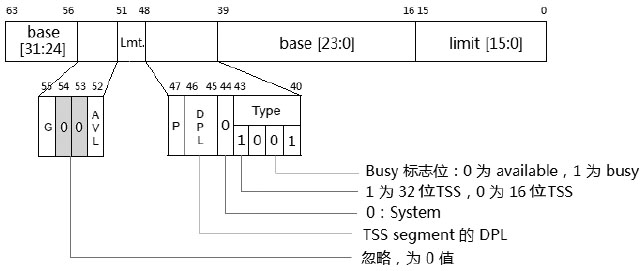 63 56 51 48 39 16 15 0
base [31:24] Lmt. base [23:0] limit [15:0]
55 54 53 52 47 46 45 44 43 40
G 0 0 AVL P DPL 0 Type
1 0 0 1
Busy 标志位：0 为 available，1 为 busy
1 为 32 位TSS，0 为 16 位TSS
0：System
TSS segment 的 DPL
忽略，为 0 值